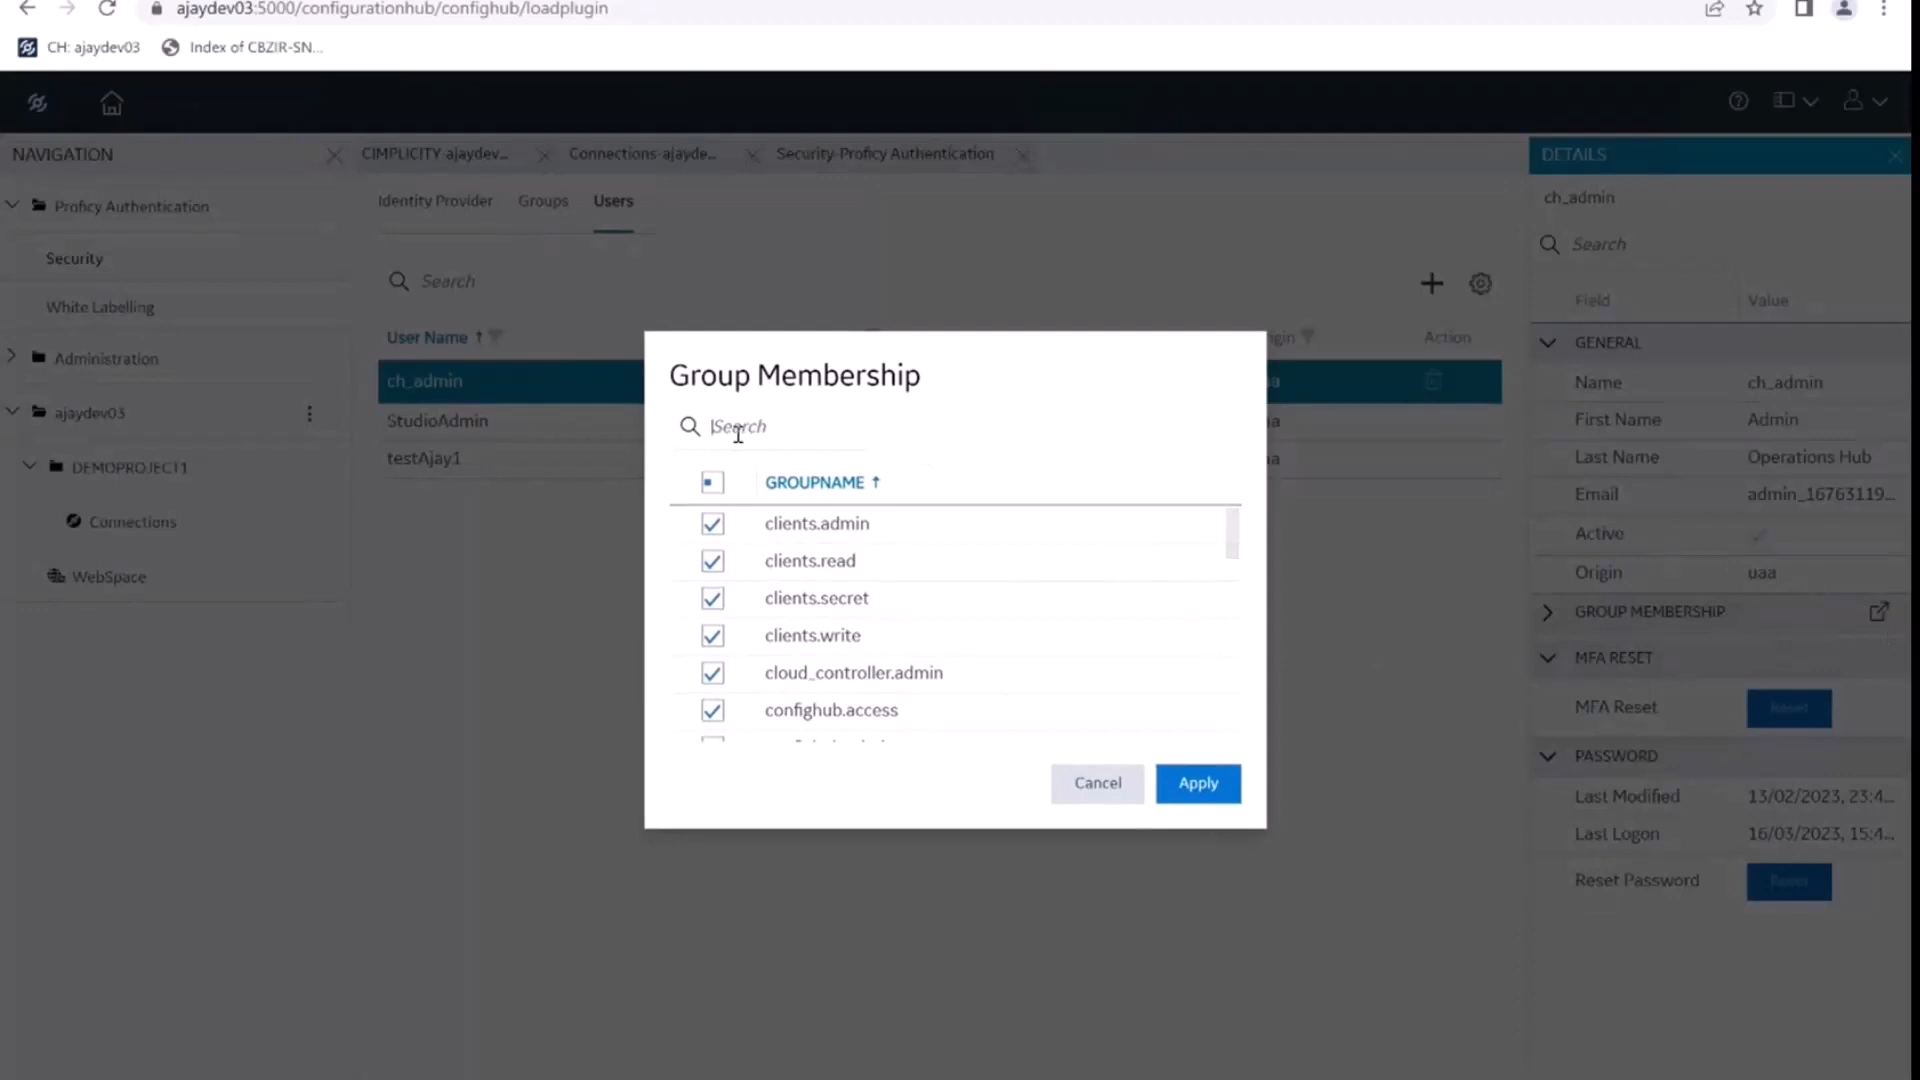 ajaydev03:5000/configurationhub/confighub/loadplugin
CH: ajaydev03
Index of CBZIR-SN...
NAVIGATION
CIMPLICITY-ajaydev...
Connections-ajayde...
Security-Proficy Authentication
DETAILS
Proficy Authentication
Security
White Labelling
Administration
ajaydev03
DEMOPROJECT1
Connections
WebSpace
Identity Provider
Groups
Users
Search
User Name ↑
Action
ch_admin
StudioAdmin
testAjay1
Group Membership
Search
GROUPNAME ↑
clients.admin
clients.read
clients.secret
clients.write
cloud_controller.admin
confighub.access
Cancel
Apply
ch_admin
Search
Field Value
GENERAL
Name ch_admin
First Name Admin
Last Name Operations Hub
Email admin_16763119...
Active
Origin uaa
GROUP MEMBERSHIP
MFA RESET
MFA Reset Reset
PASSWORD
Last Modified 13/02/2023, 23:4...
Last Logon 16/03/2023, 15:4...
Reset Password Reset